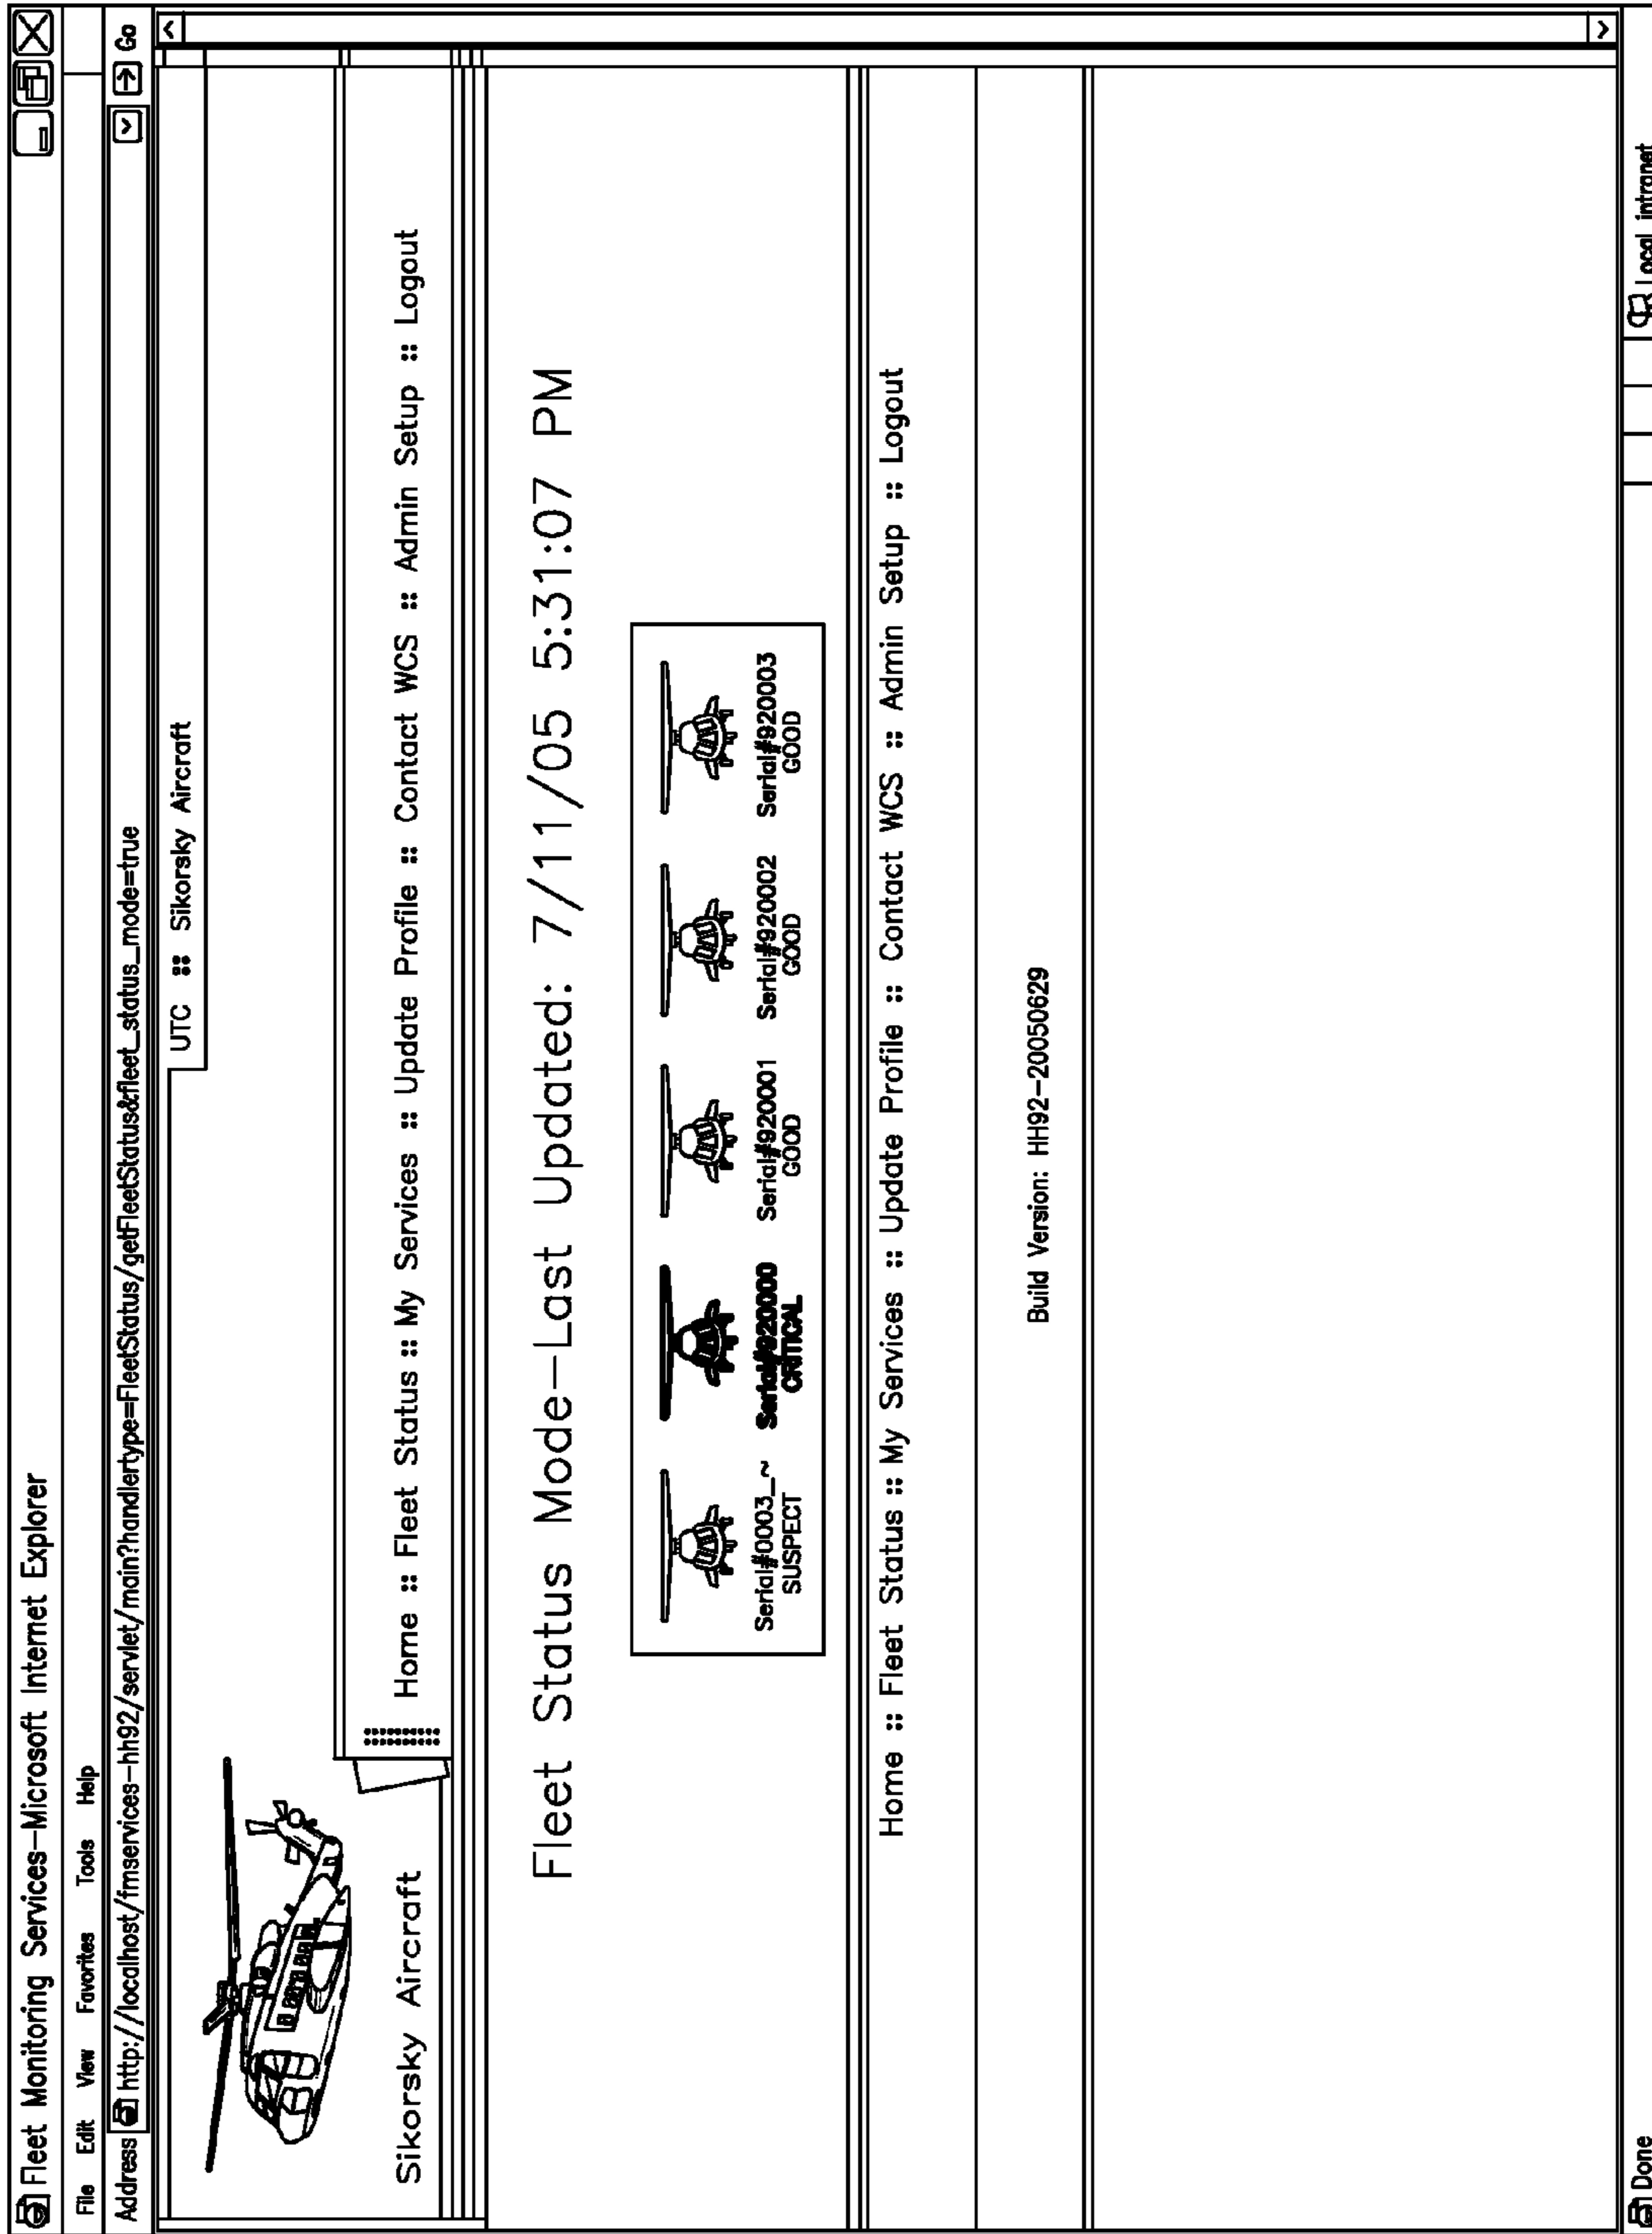 Fleet Monitoring Services-Microsoft Internet Explorer
File Edit View Favorites Tools Help
Address http://localhost/fmservices-hh92/servlet/main?handlertype=FleetStatus/getFleetStatus&fleet_status_mode=true Go
UTC :: Sikorsky Aircraft
Sikorsky Aircraft
Home :: Fleet Status :: My Services :: Update Profile :: Contact WCS :: Admin Setup :: Logout
Fleet Status Mode-Last Updated: 7/11/05 5:31:07 PM
Serial#0003_~ Serial#920000 Serial#920001 Serial#920002 Serial#920003
SUSPECT CRITICAL GOOD GOOD GOOD
Home :: Fleet Status :: My Services :: Update Profile :: Contact WCS :: Admin Setup :: Logout
Build Version: HH92-20050629
Done Local intranet